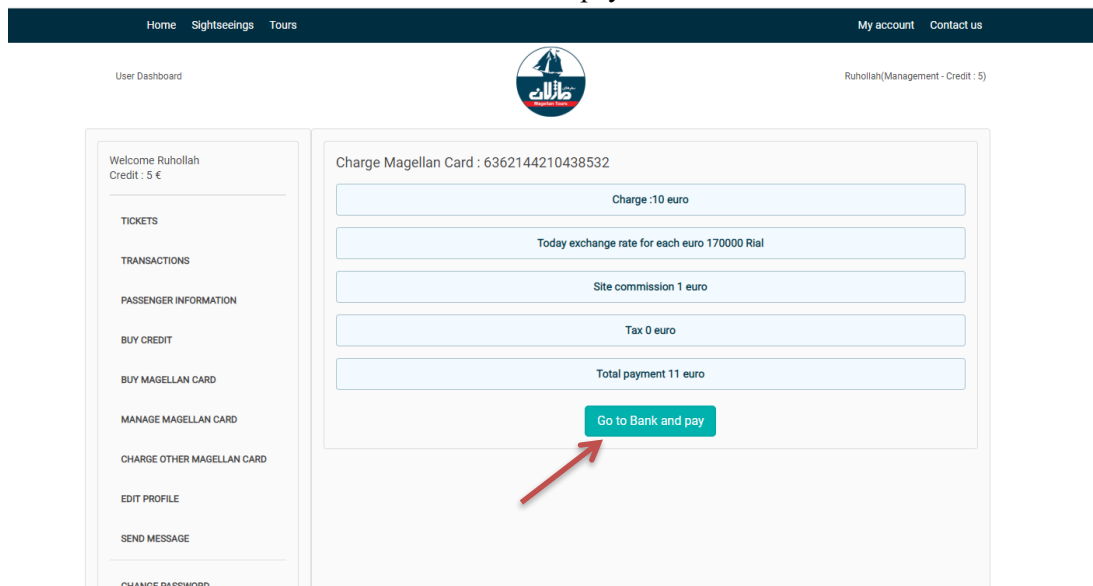 Home Sightseeings Tours My account Contact us
User Dashboard
ماژلان
Magellan Tours
Ruhollah(Management - Credit : 5)
Welcome Ruhollah
Credit : 5 €
TICKETS
TRANSACTIONS
PASSENGER INFORMATION
BUY CREDIT
BUY MAGELLAN CARD
MANAGE MAGELLAN CARD
CHARGE OTHER MAGELLAN CARD
EDIT PROFILE
SEND MESSAGE
CHANGE PASSWORD
Charge Magellan Card : 6362144210438532
Charge :10 euro
Today exchange rate for each euro 170000 Rial
Site commission 1 euro
Tax 0 euro
Total payment 11 euro
Go to Bank and pay